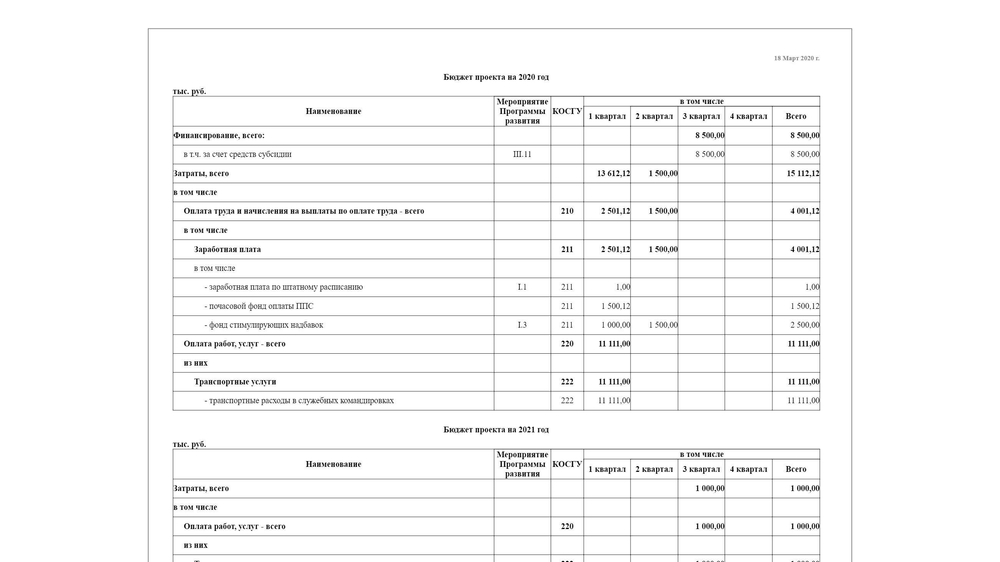 18 Март 2020 г.
Бюджет проекта на 2020 год
тыс. руб.
Наименование Мероприятие Программы развития КОСГУ в том числе
1 квартал 2 квартал 3 квартал 4 квартал Всего
Финансирование, всего: 8 500,00 8 500,00
в т.ч. за счет средств субсидии III.11 8 500,00 8 500,00
Затраты, всего 13 612,12 1 500,00 15 112,12
в том числе
Оплата труда и начисления на выплаты по оплате труда - всего 210 2 501,12 1 500,00 4 001,12
в том числе
Заработная плата 211 2 501,12 1 500,00 4 001,12
в том числе
- заработная плата по штатному расписанию I.1 211 1,00 1,00
- почасовой фонд оплаты ППС 211 1 500,12 1 500,12
- фонд стимулирующих надбавок I.3 211 1 000,00 1 500,00 2 500,00
Оплата работ, услуг - всего 220 11 111,00 11 111,00
из них
Транспортные услуги 222 11 111,00 11 111,00
- транспортные расходы в служебных командировках 222 11 111,00 11 111,00
Бюджет проекта на 2021 год
тыс. руб.
Наименование Мероприятие Программы развития КОСГУ в том числе
1 квартал 2 квартал 3 квартал 4 квартал Всего
Затраты, всего 1 000,00 1 000,00
в том числе
Оплата работ, услуг - всего 220 1 000,00 1 000,00
из них